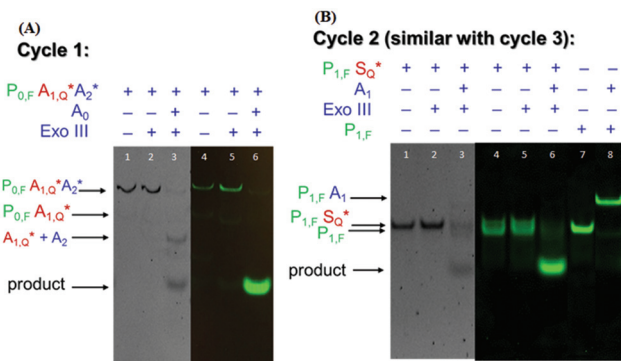 (A)
Cycle 1:
P0,F A1,Q*A2* + + + + + +
A0 – – + – – +
Exo III – + + – + +
1 2 3 4 5 6
P0,F A1,Q*A2*
P0,F A1,Q*
A1,Q* + A2
product
(B)
Cycle 2 (similar with cycle 3):
P1,F SQ* + + + + + + – –
A1 – – + – – + – +
Exo III – + + – + + – –
P1,F – – – – – – + +
1 2 3 4 5 6 7 8
P1,F A1
P1,F SQ*
P1,F
product